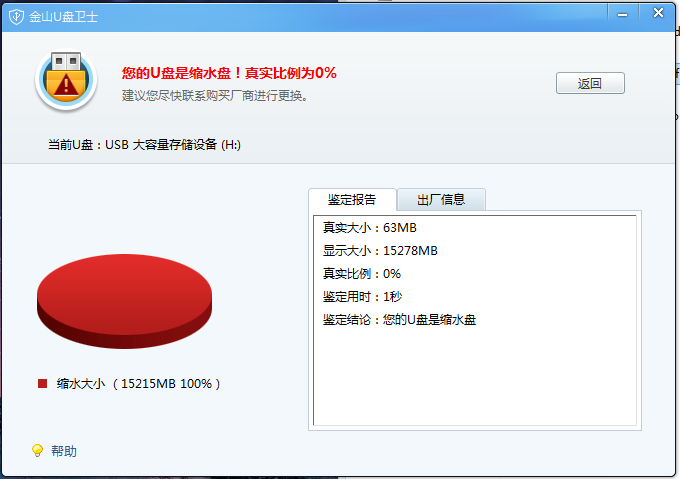 金山U盘卫士
您的U盘是缩水盘！真实比例为0%
建议您尽快联系购买厂商进行更换。
返回
当前U盘：USB 大容量存储设备 (H:)
鉴定报告
出厂信息
真实大小：63MB
显示大小：15278MB
真实比例：0%
鉴定用时：1秒
鉴定结论：您的U盘是缩水盘
缩水大小 （15215MB 100%）
帮助